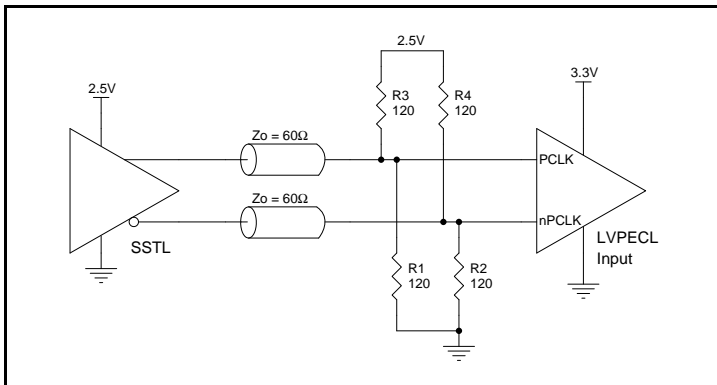 2.5V
2.5V
3.3V
R3
120
R4
120
Zo = 60Ω
PCLK
Zo = 60Ω
nPCLK
SSTL
LVPECL
Input
R1
120
R2
120